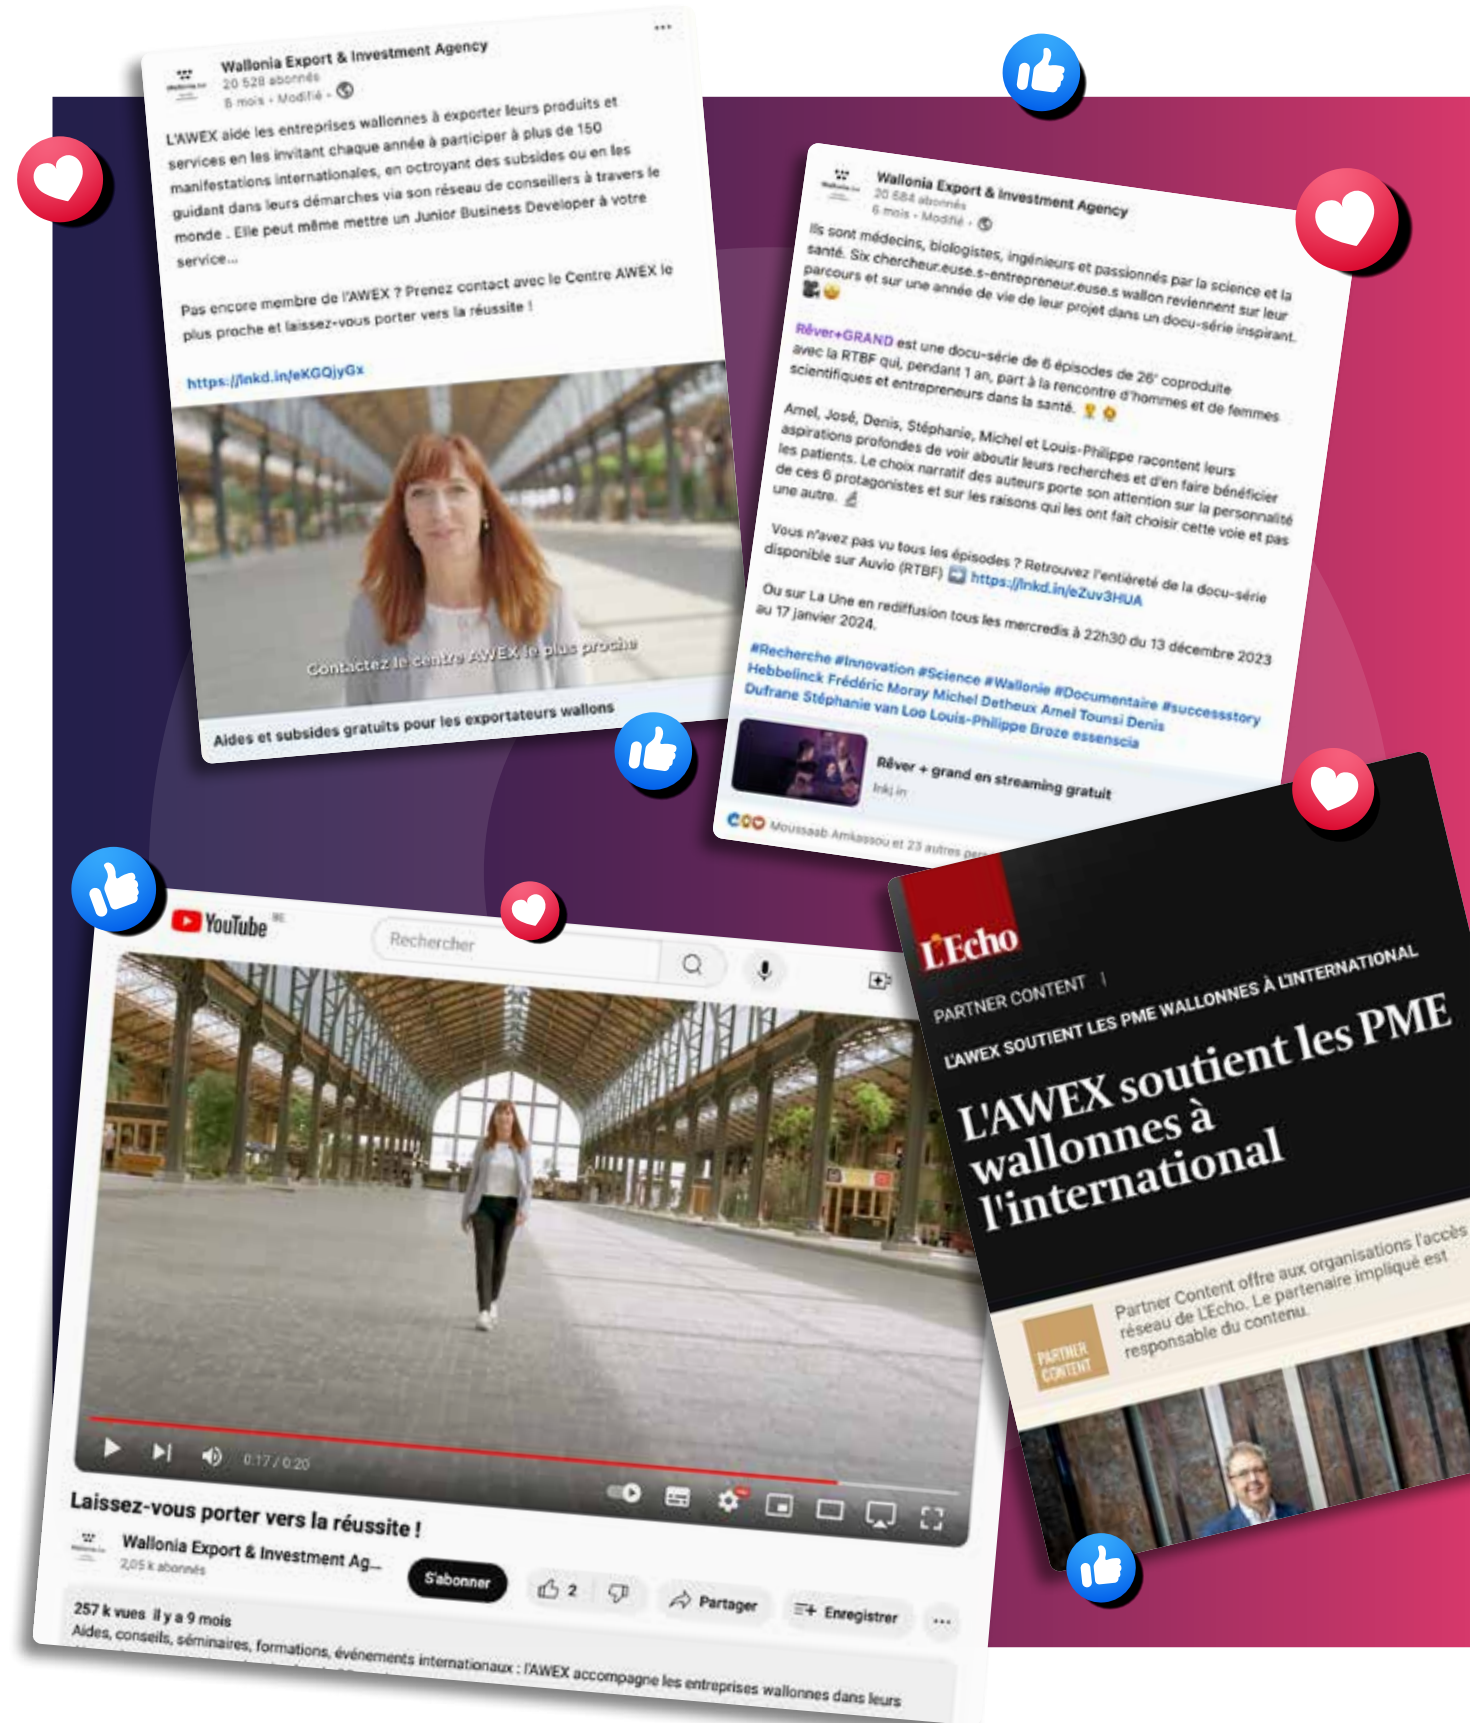 Wallonia Export & Investment Agency
20 528 abonnés
6 mois • Modifié •
L'AWEX aide les entreprises wallonnes à exporter leurs produits et
services en les invitant chaque année à participer à plus de 150
manifestations internationales, en octroyant des subsides ou en les
guidant dans leurs démarches via son réseau de conseillers à travers le
monde . Elle peut même mettre un Junior Business Developer à votre
service...
Pas encore membre de l'AWEX ? Prenez contact avec le Centre AWEX le
plus proche et laissez-vous porter vers la réussite !
https://lnkd.in/eKGQjyGx
Contactez le centre AWEX le plus proche
Aides et subsides gratuits pour les exportateurs wallons
Wallonia Export & Investment Agency
20 684 abonnés
6 mois • Modifié •
Ils sont médecins, biologistes, ingénieurs et passionnés par la science et la
santé. Six chercheur.euse.s-entrepreneur.euse.s wallon reviennent sur leur
parcours et sur une année de vie de leur projet dans un docu-série inspirant.
Rêver+GRAND est une docu-série de 6 épisodes de 26' coproduite
avec la RTBF qui, pendant 1 an, part à la rencontre d'hommes et de femmes
scientifiques et entrepreneurs dans la santé.
Amel, José, Denis, Stéphanie, Michel et Louis-Philippe racontent leurs
aspirations profondes de voir aboutir leurs recherches et d'en faire bénéficier
les patients. Le choix narratif des auteurs porte son attention sur la personnalité
de ces 6 protagonistes et sur les raisons qui les ont fait choisir cette voie et pas
une autre.
Vous n'avez pas vu tous les épisodes ? Retrouvez l'entièreté de la docu-série
disponible sur Auvio (RTBF) https://lnkd.in/eZuv3HUA
Ou sur La Une en rediffusion tous les mercredis à 22h30 du 13 décembre 2023
au 17 janvier 2024.
#Recherche #Innovation #Science #Wallonie #Documentaire #successstory
Hebbelinck Frédéric Moray Michel Detheux Amel Tounsi Denis
Dufrane Stéphanie van Loo Louis-Philippe Broze essenscia
Rêver + grand en streaming gratuit
lnkj.in
Moussaab Amkassou et 23 autres
YouTube BE
Rechercher
0:17 / 0:20
Laissez-vous porter vers la réussite !
Wallonia Export & Investment Ag...
2,05 k abonnés
S'abonner
2
Partager
Enregistrer
257 k vues il y a 9 mois
Aides, conseils, séminaires, formations, événements internationaux : l'AWEX accompagne les entreprises wallonnes dans leurs
L'Echo
PARTNER CONTENT |
L'AWEX SOUTIENT LES PME WALLONNES À L'INTERNATIONAL
L'AWEX soutient les PME
wallonnes à
l'international
PARTNER
CONTENT
Partner Content offre aux organisations l'accès
réseau de L'Echo. Le partenaire impliqué est
responsable du contenu.